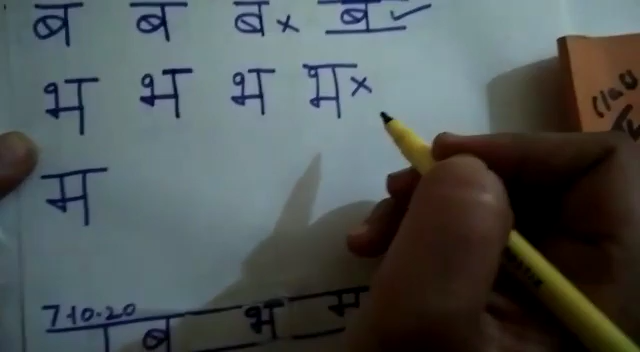 ब ब ब × ब ✓
भ भ भ भ ×
म
7-10-20
ब भ म